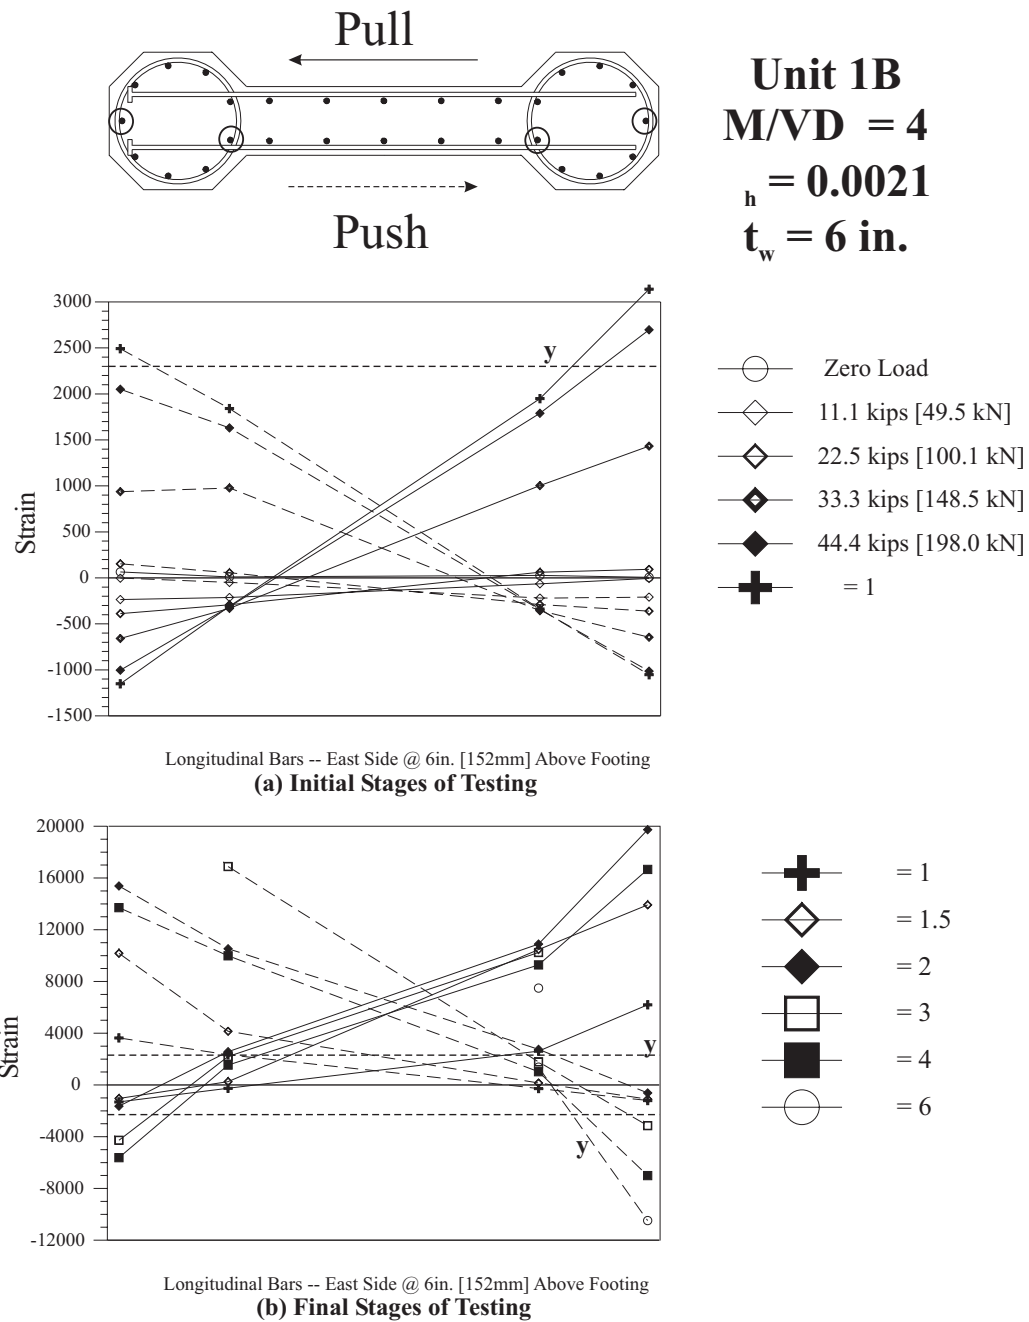 Pull
Push
Unit 1B
M/VD = 4
h = 0.0021
tw = 6 in.
3000
2500
2000
1500
1000
500
0
-500
-1000
-1500
Strain
y
Zero Load
11.1 kips [49.5 kN]
22.5 kips [100.1 kN]
33.3 kips [148.5 kN]
44.4 kips [198.0 kN]
= 1
Longitudinal Bars -- East Side @ 6in. [152mm] Above Footing
(a) Initial Stages of Testing
20000
16000
12000
8000
4000
0
-4000
-8000
-12000
Strain
y
y
= 1
= 1.5
= 2
= 3
= 4
= 6
Longitudinal Bars -- East Side @ 6in. [152mm] Above Footing
(b) Final Stages of Testing